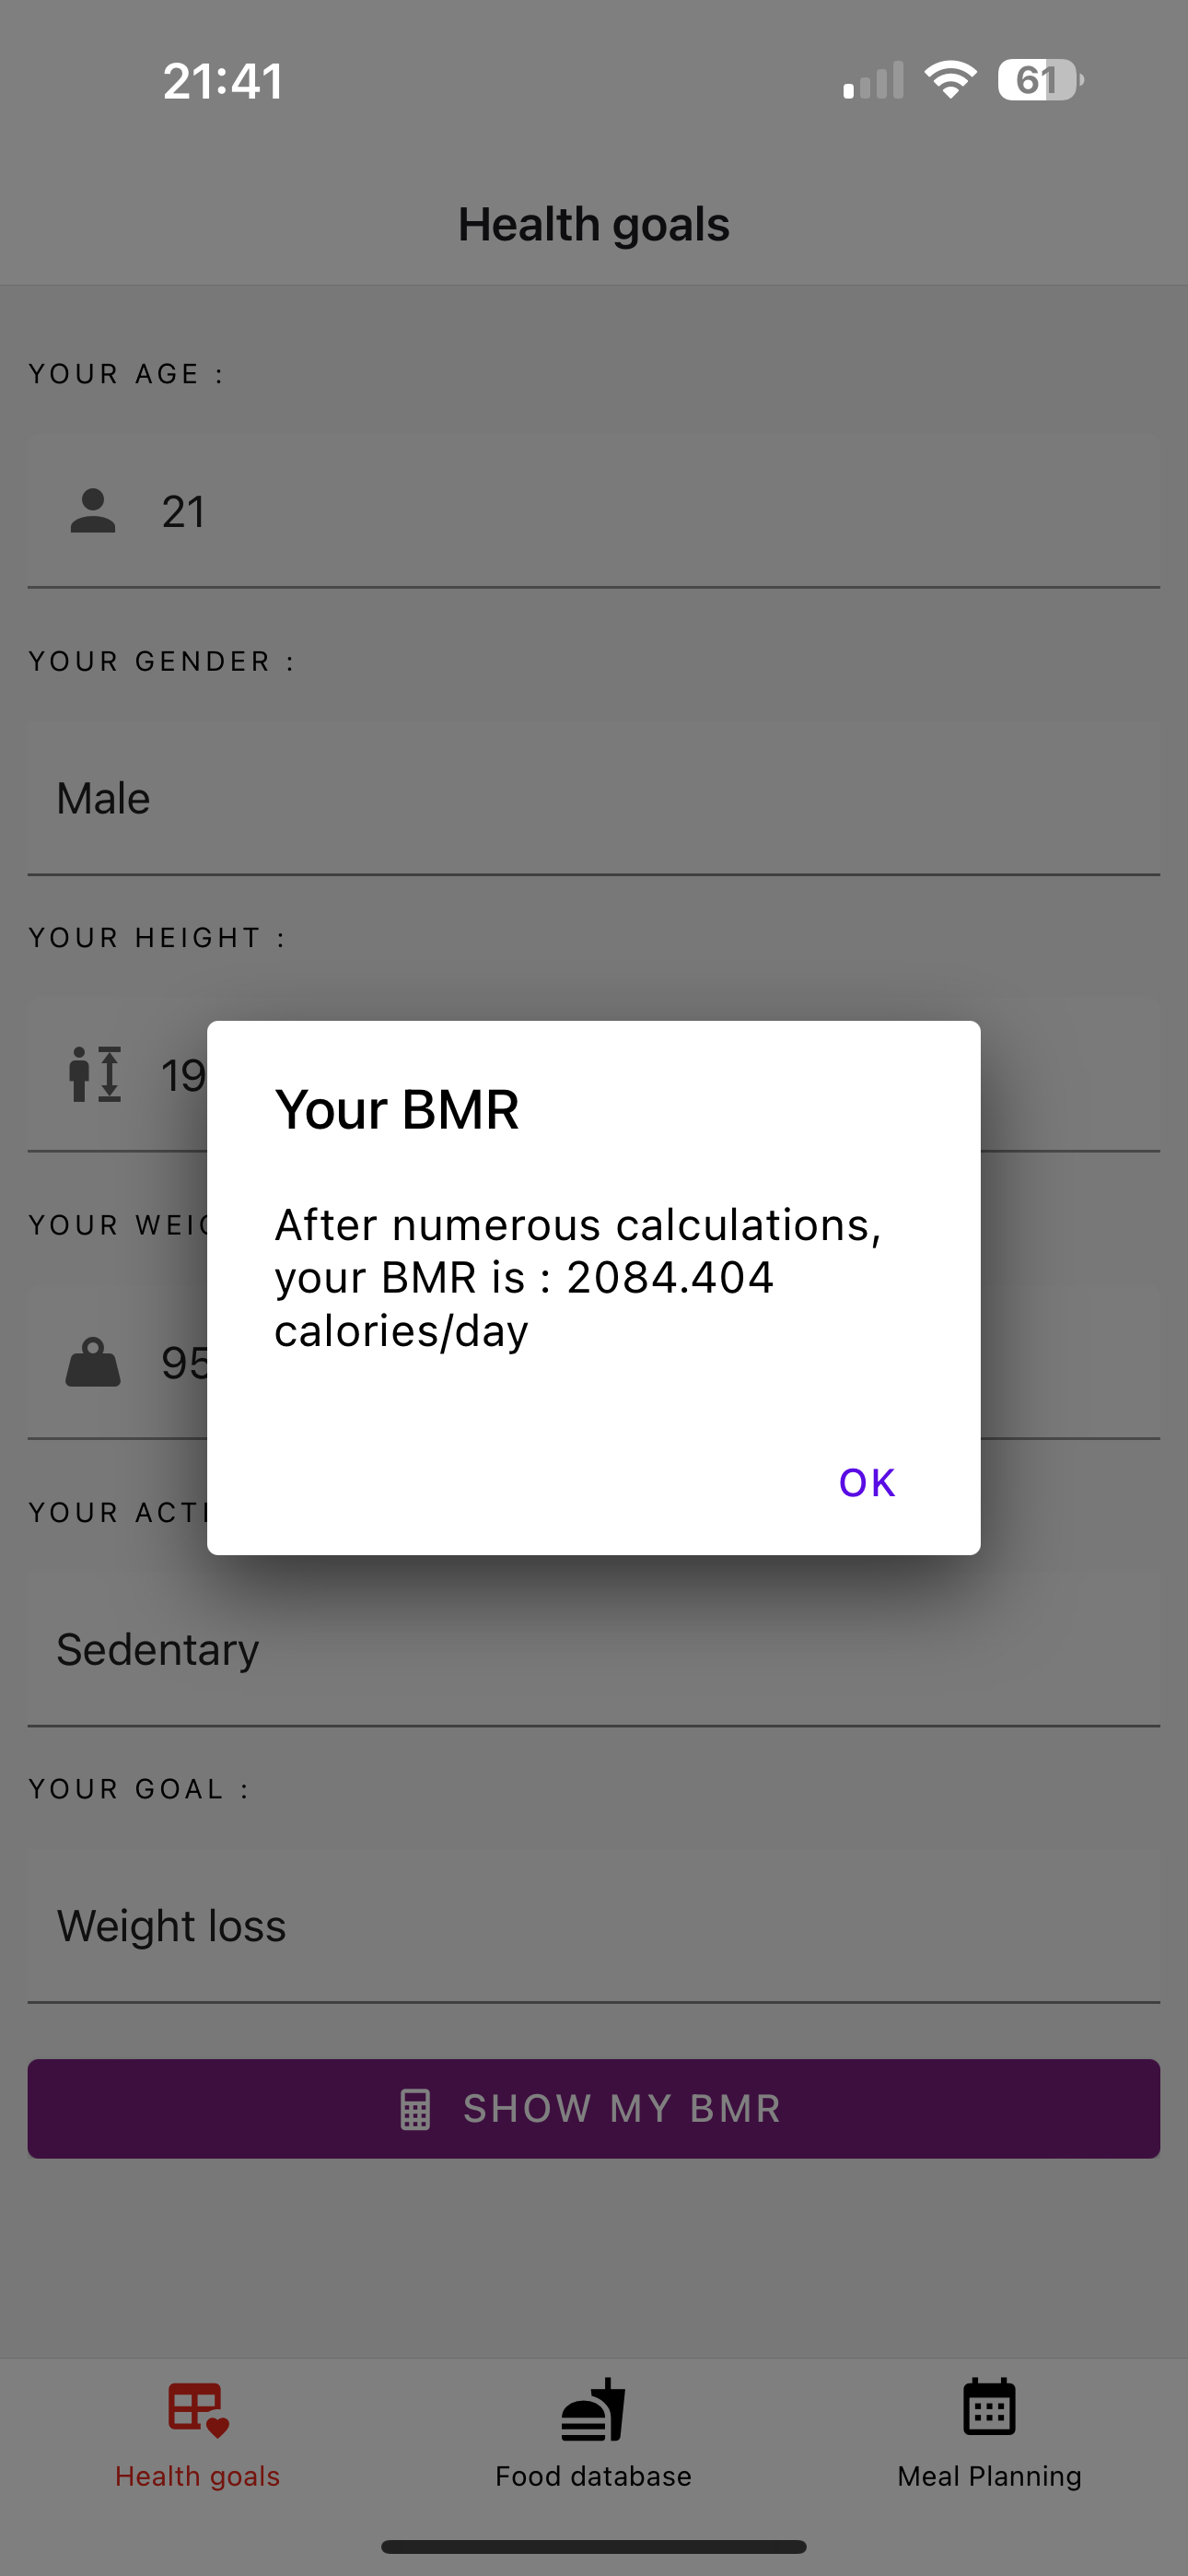 21:41
61
Health goals
YOUR AGE :
21
YOUR GENDER :
Male
YOUR HEIGHT :
19
Your BMR
After numerous calculations,
your BMR is : 2084.404
calories/day
OK
YOUR
95
YOUR
Sedentary
YOUR GOAL :
Weight loss
SHOW MY BMR
Health goals
Food database
Meal Planning